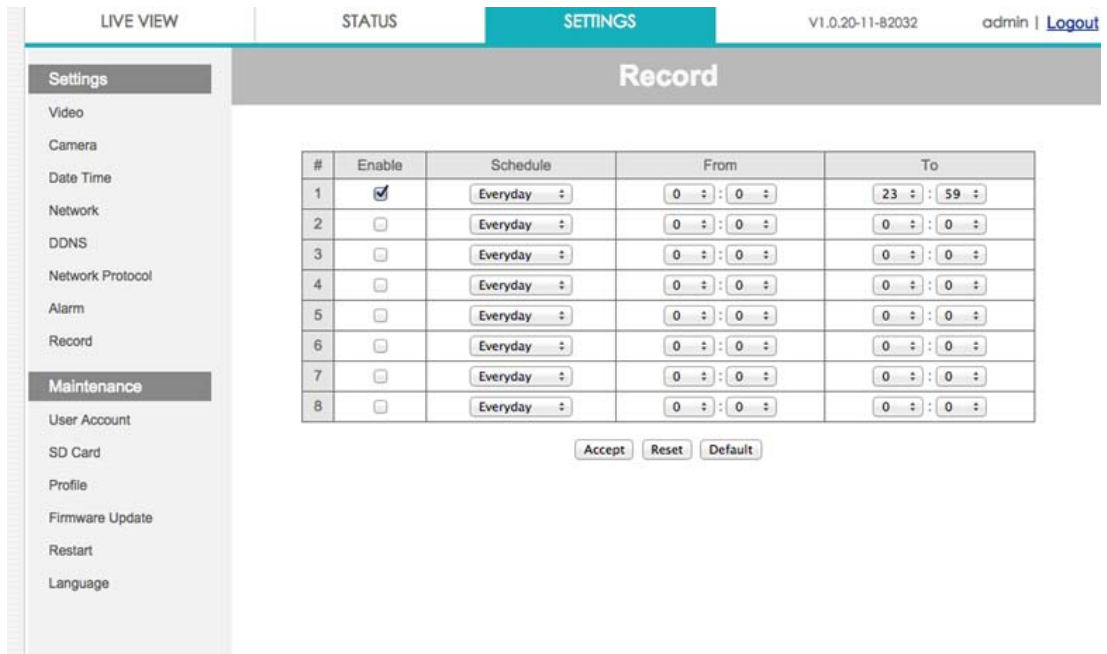 LIVE VIEW STATUS SETTINGS V1.0.20-11-82032 admin | Logout
Settings
Video
Camera
Date Time
Network
DDNS
Network Protocol
Alarm
Record
Maintenance
User Account
SD Card
Profile
Firmware Update
Restart
Language
Record
# Enable Schedule From To
1 Everyday 0 : 0 23 : 59
2 Everyday 0 : 0 0 : 0
3 Everyday 0 : 0 0 : 0
4 Everyday 0 : 0 0 : 0
5 Everyday 0 : 0 0 : 0
6 Everyday 0 : 0 0 : 0
7 Everyday 0 : 0 0 : 0
8 Everyday 0 : 0 0 : 0
Accept Reset Default